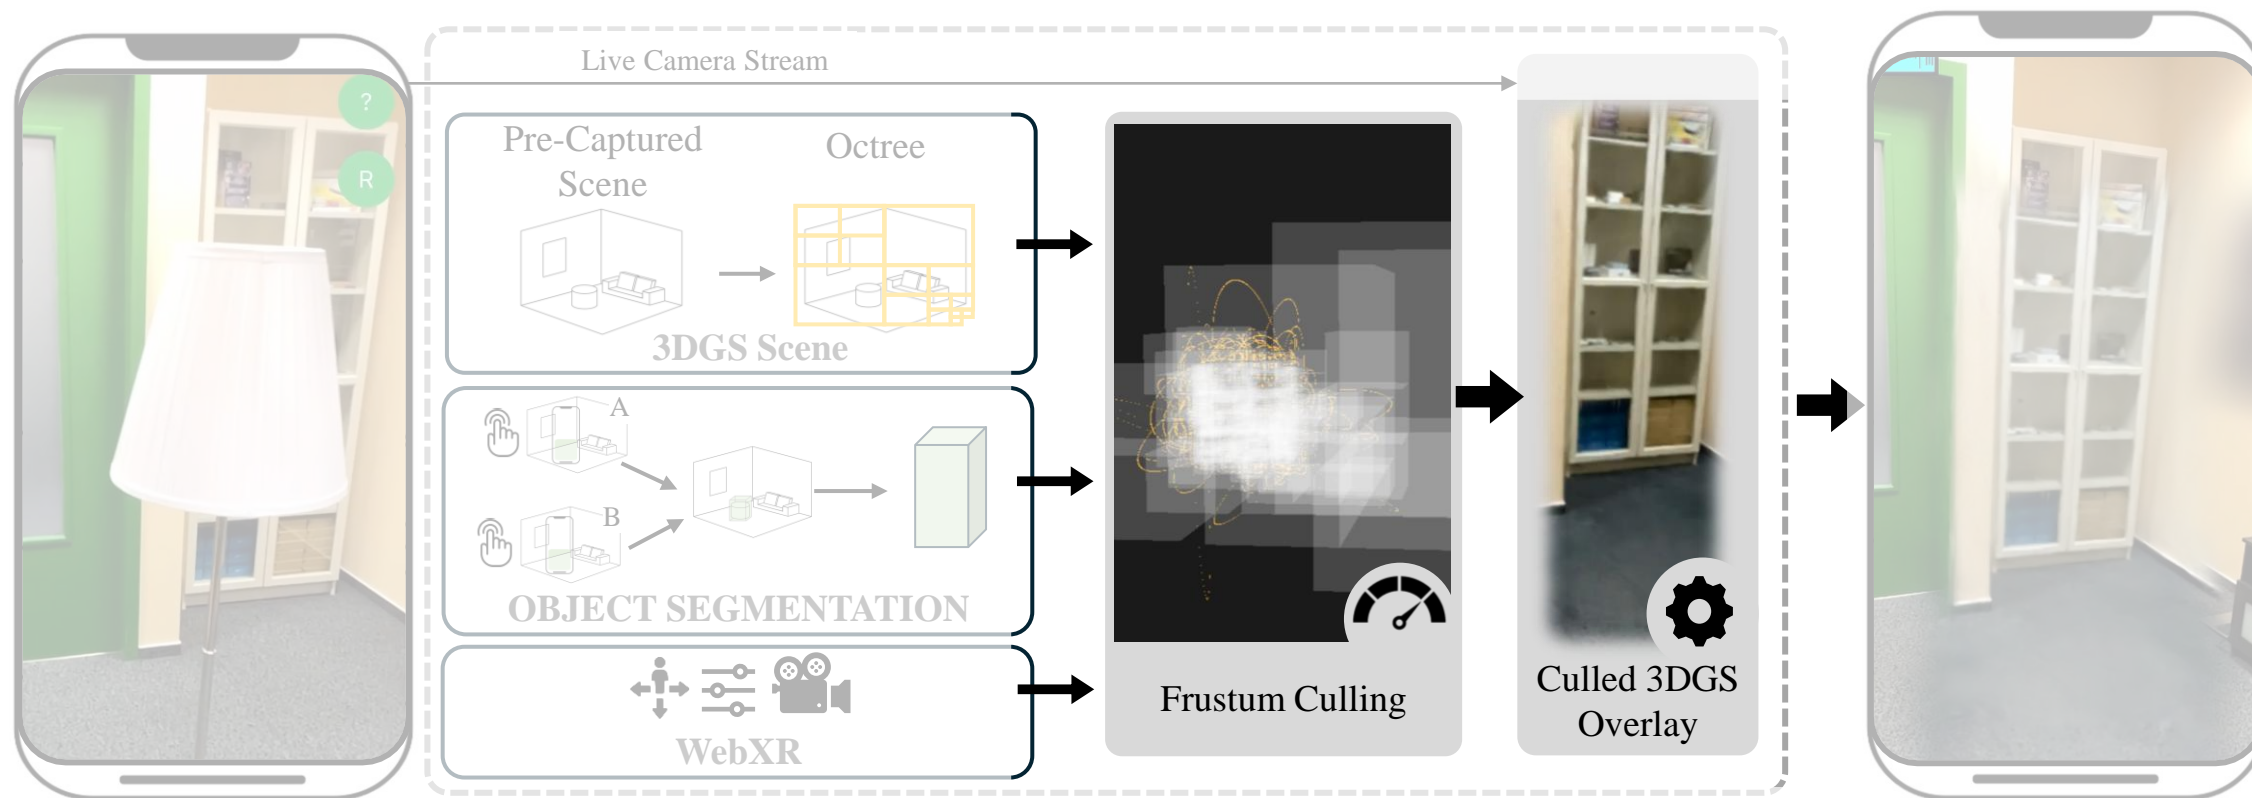 Live Camera Stream
?
R
Pre-Captured
Scene
Octree
3DGS Scene
A
B
OBJECT SEGMENTATION
WebXR
Frustum Culling
Culled 3DGS
Overlay